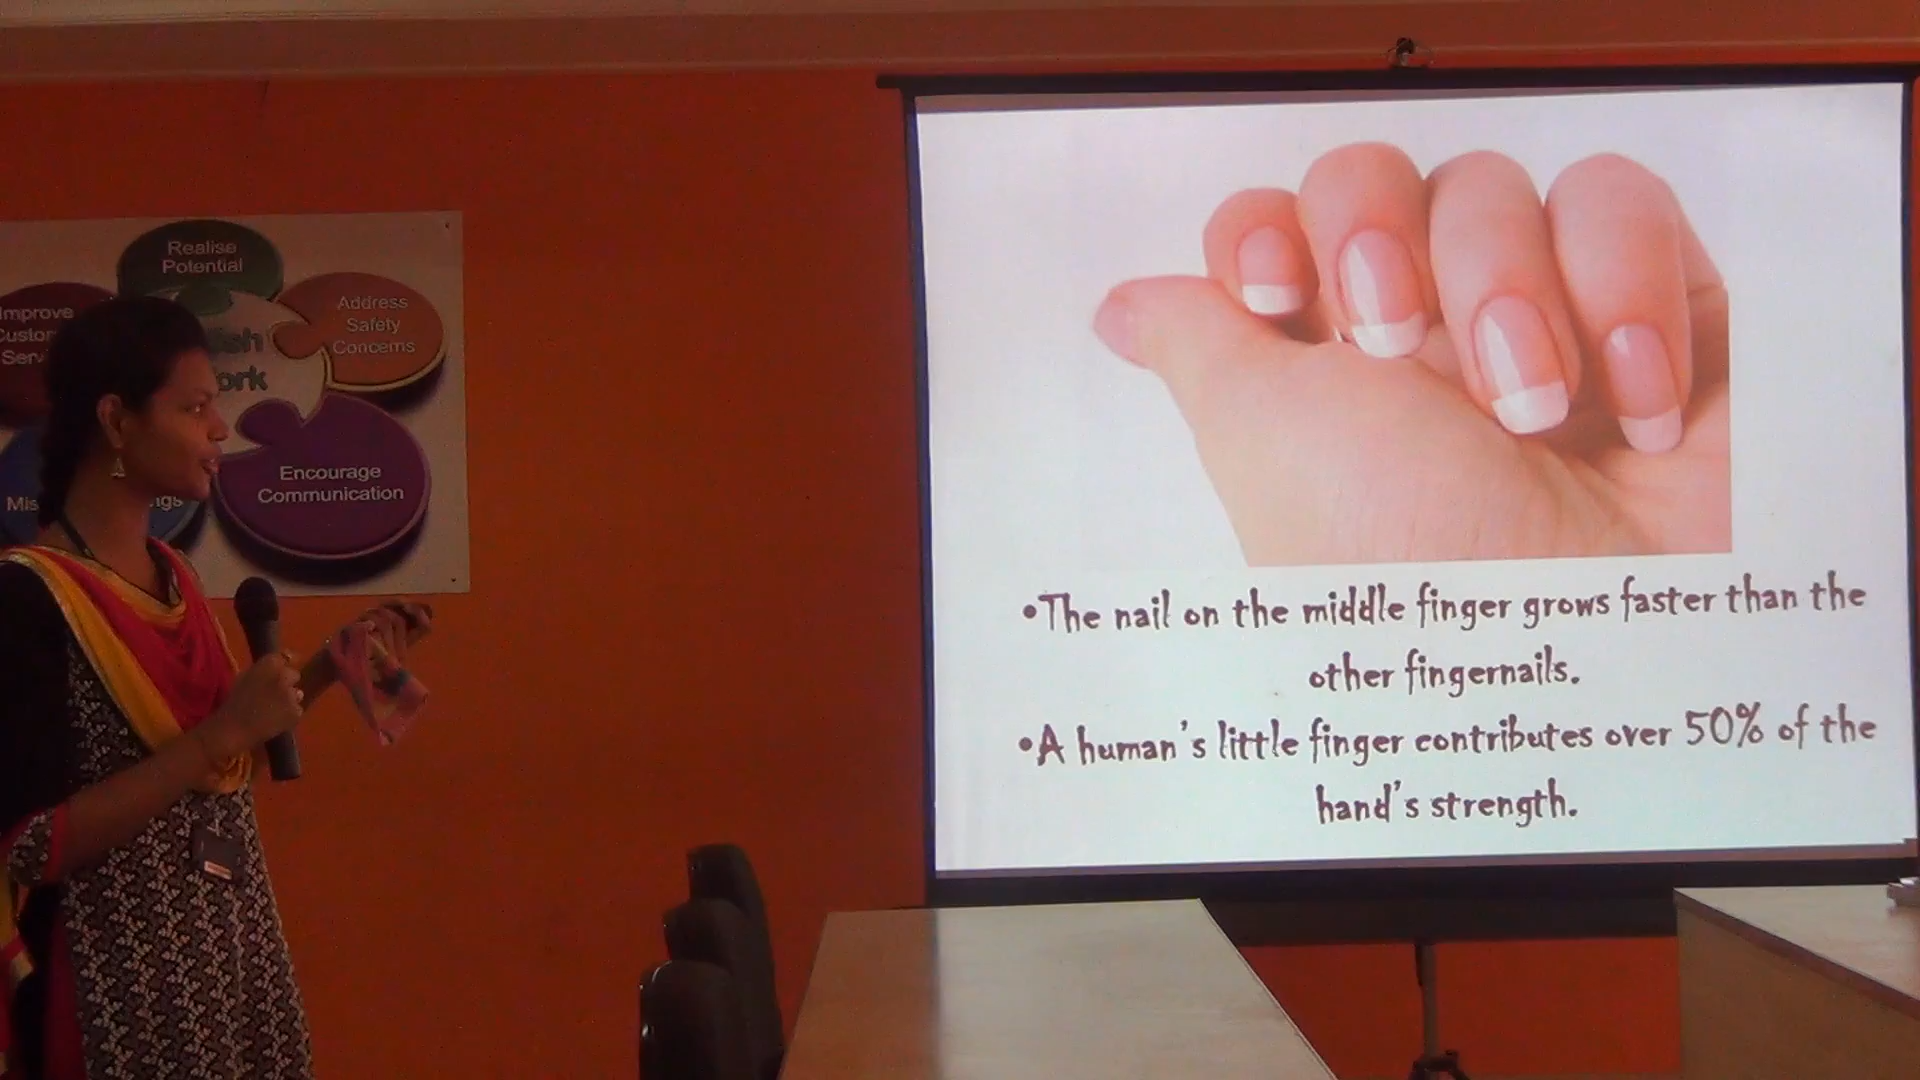 Realise
Potential
Improve
Address
Safety
Concerns
Encourage
Communication
•The nail on the middle finger grows faster than the
other fingernails.
•A human's little finger contributes over 50% of the
hand's strength.